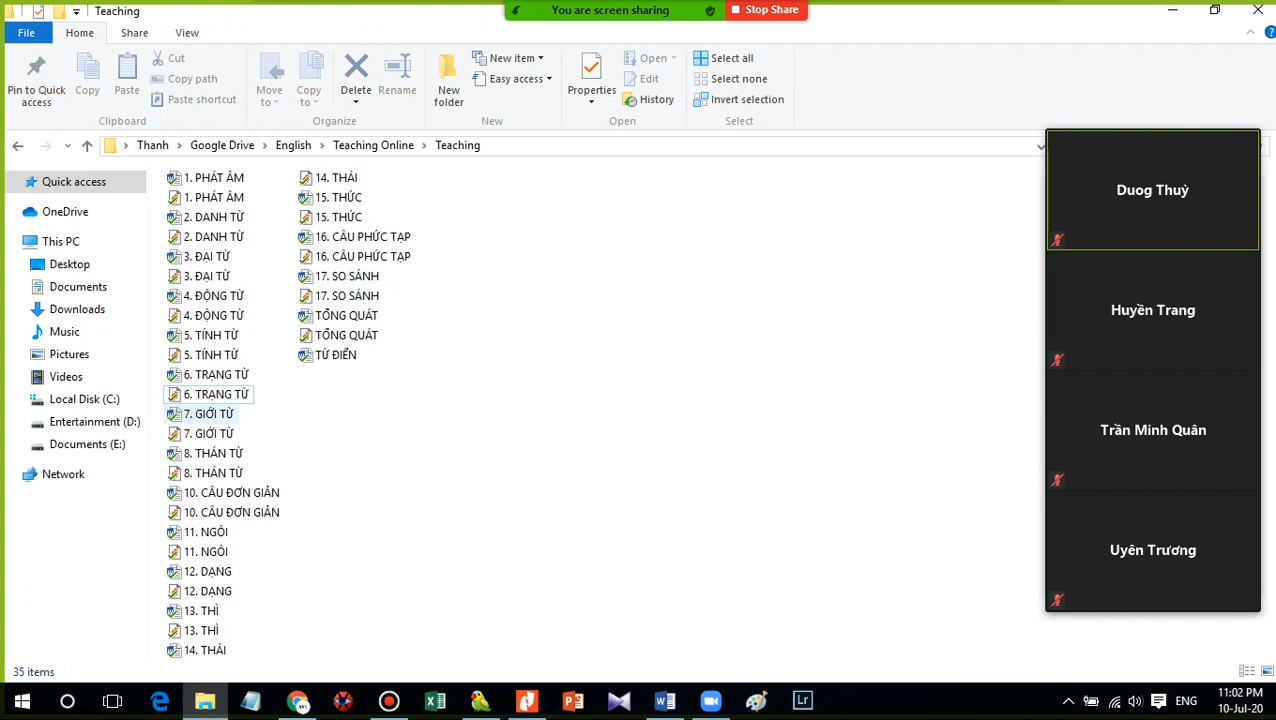 Teaching
You are screen sharing
Stop Share
File
Home
Share
View
Pin to Quick access
Copy
Paste
Cut
Copy path
Paste shortcut
Clipboard
Move to
Copy to
Delete
Rename
Organize
New folder
New item
Easy access
New
Properties
Open
Edit
History
Open
Select all
Select none
Invert selection
Select
Thanh
Google Drive
English
Teaching Online
Teaching
Quick access
OneDrive
This PC
Desktop
Documents
Downloads
Music
Pictures
Videos
Local Disk (C:)
Entertainment (D:)
Documents (E:)
Network
1. PHÁT ÂM
1. PHÁT ÂM
2. DANH TỪ
2. DANH TỪ
3. ĐẠI TỪ
3. ĐẠI TỪ
4. ĐỘNG TỪ
4. ĐỘNG TỪ
5. TÍNH TỪ
5. TÍNH TỪ
6. TRẠNG TỪ
6. TRẠNG TỪ
7. GIỚI TỪ
7. GIỚI TỪ
8. THÁN TỪ
8. THÁN TỪ
10. CÂU ĐƠN GIẢN
10. CÂU ĐƠN GIẢN
11. NGÔI
11. NGÔI
12. DẠNG
12. DẠNG
13. THÌ
13. THÌ
14. THÁI
14. THÁI
15. THỨC
15. THỨC
16. CÂU PHỨC TẠP
16. CÂU PHỨC TẠP
17. SO SÁNH
17. SO SÁNH
TỔNG QUÁT
TỔNG QUÁT
TỪ ĐIỂN
Duog Thuỳ
Huyền Trang
Trần Minh Quân
Uyên Trương
35 items
Lr
ENG
11:02 PM
10-Jul-20